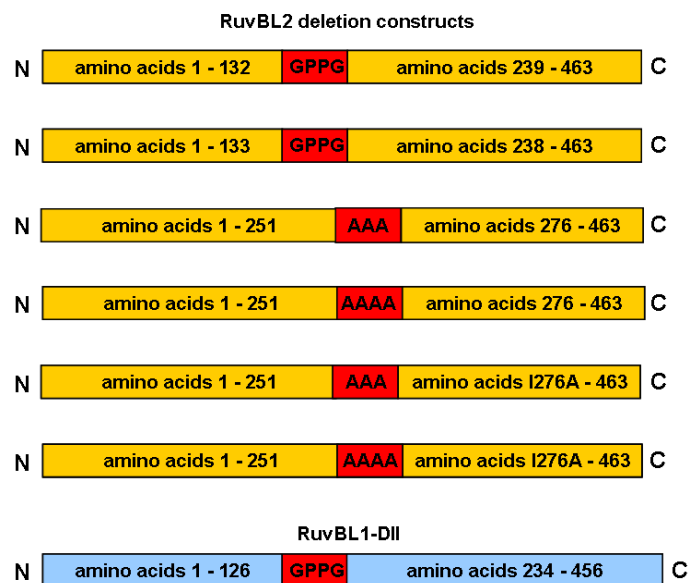 RuvBL2 deletion constructs
N amino acids 1 - 132 GPPG amino acids 239 - 463 C
N amino acids 1 - 133 GPPG amino acids 238 - 463 C
N amino acids 1 - 251 AAA amino acids 276 - 463 C
N amino acids 1 - 251 AAAA amino acids 276 - 463 C
N amino acids 1 - 251 AAA amino acids I276A - 463 C
N amino acids 1 - 251 AAAA amino acids I276A - 463 C
RuvBL1-DII
N amino acids 1 - 126 GPPG amino acids 234 - 456 C